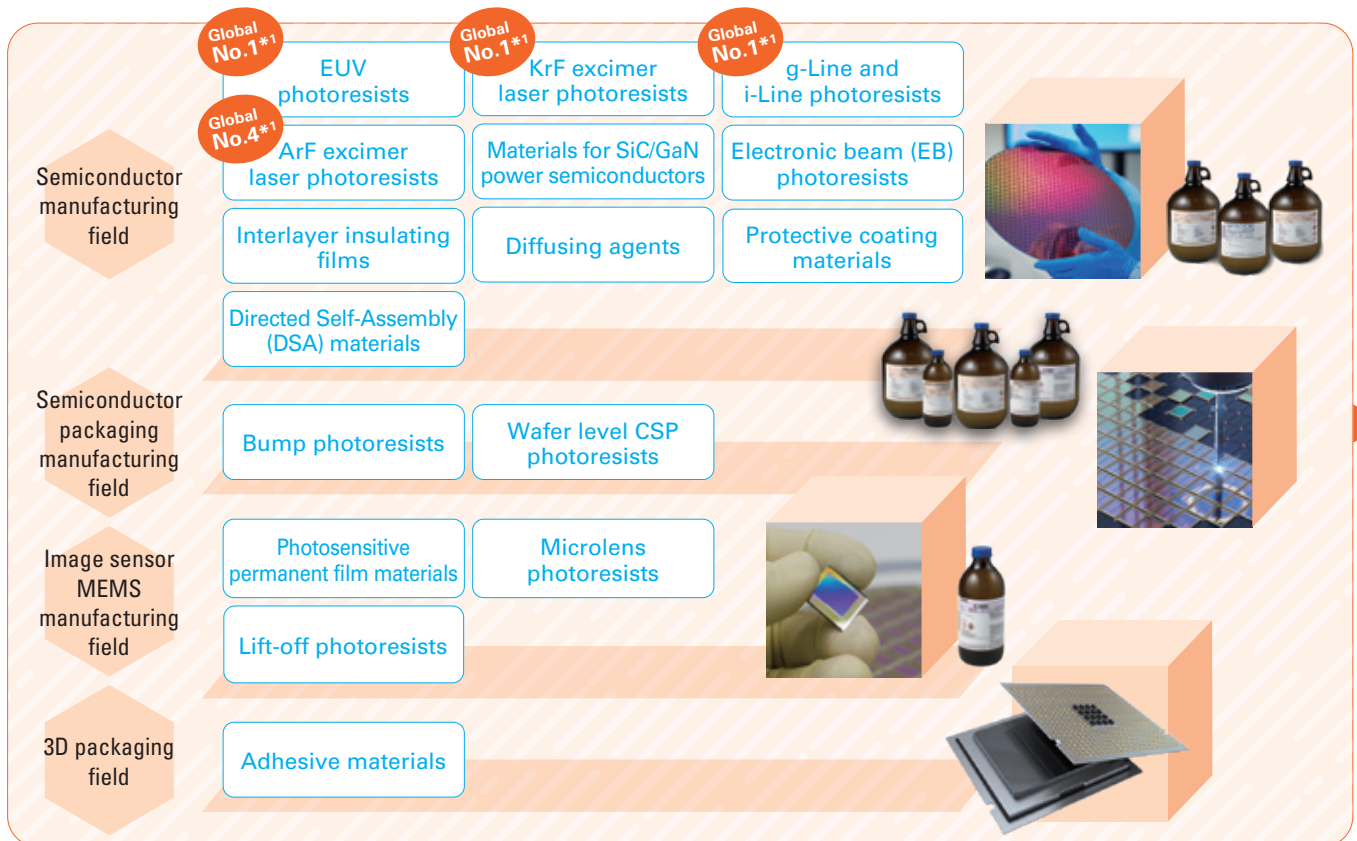 Global
No.1*1
EUV
photoresists
Global
No.1*1
KrF excimer
laser photoresists
Global
No.1*1
g-Line and
i-Line photoresists
Global
No.4*1
ArF excimer
laser photoresists
Materials for SiC/GaN
power semiconductors
Electronic beam (EB)
photoresists
Semiconductor
manufacturing
field
Interlayer insulating
films
Diffusing agents
Protective coating
materials
Directed Self-Assembly
(DSA) materials
Semiconductor
packaging
manufacturing
field
Bump photoresists
Wafer level CSP
photoresists
Image sensor
MEMS
manufacturing
field
Photosensitive
permanent film materials
Microlens
photoresists
Lift-off photoresists
3D packaging
field
Adhesive materials